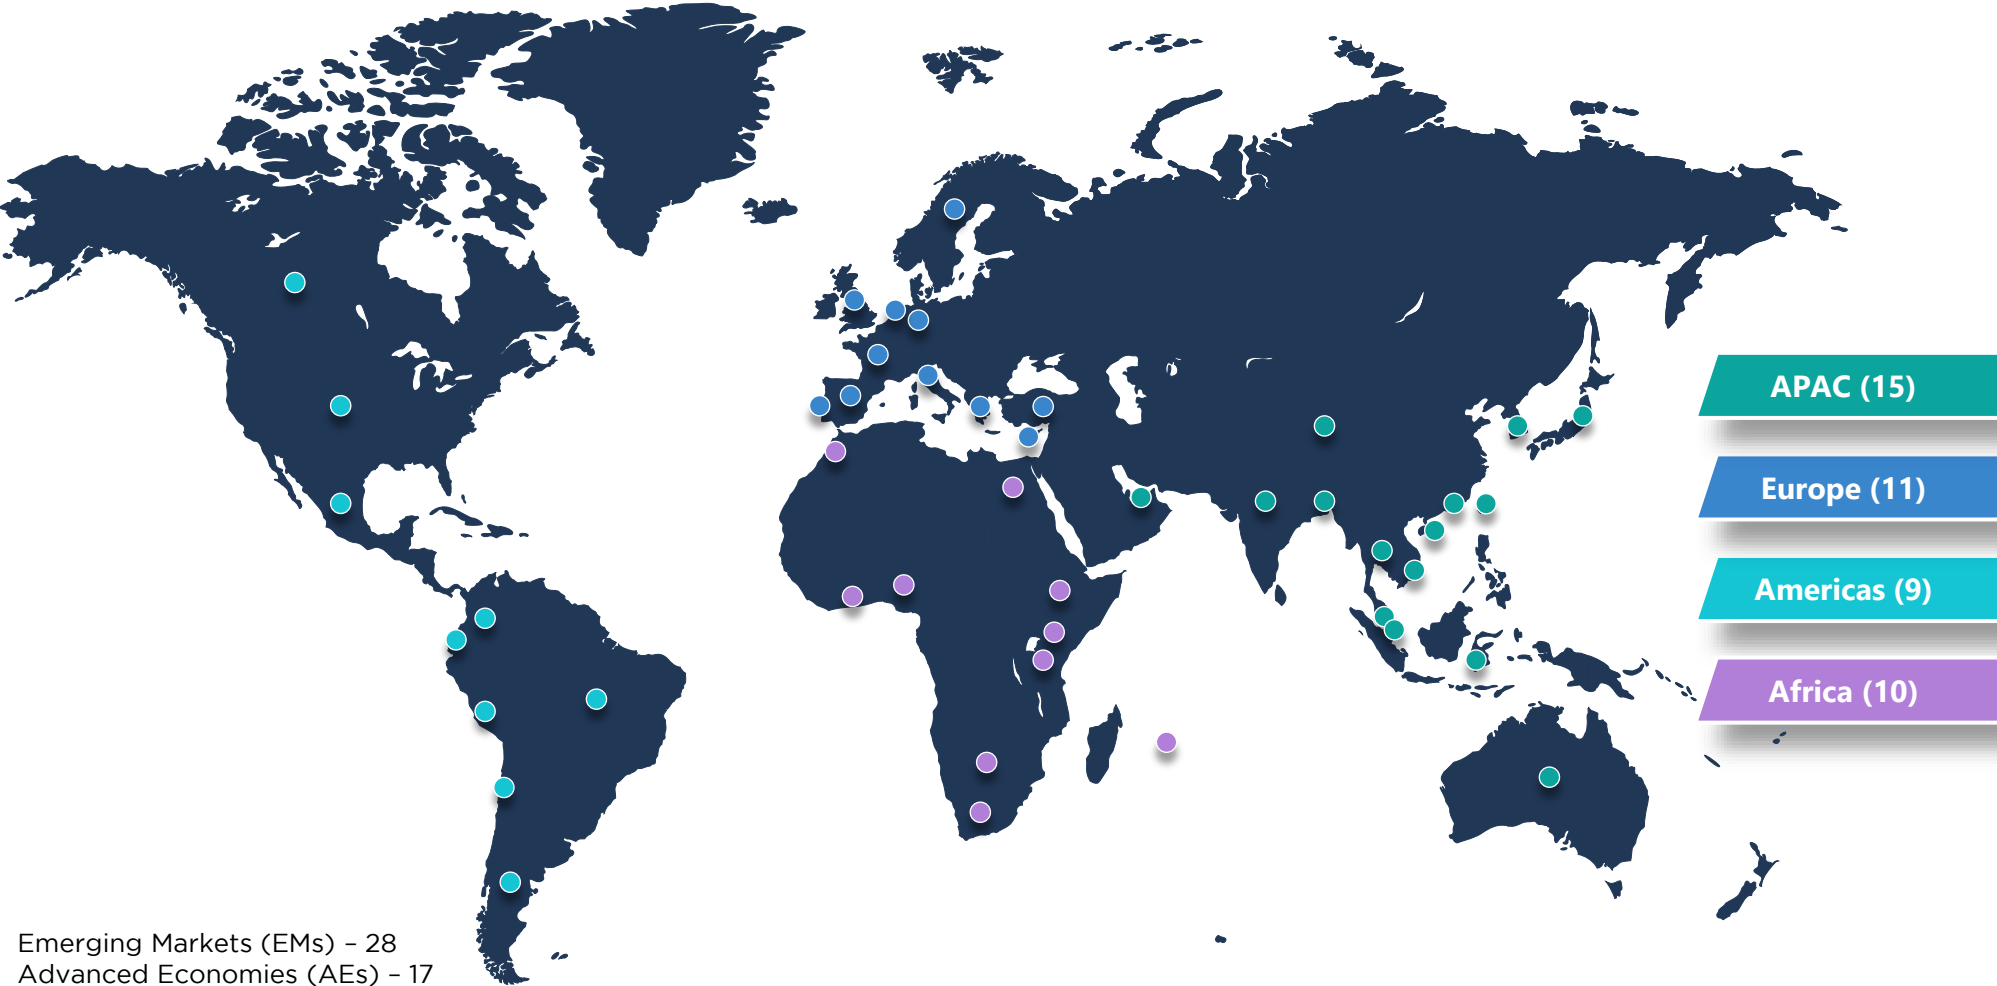 APAC (15)
Europe (11)
Americas (9)
Africa (10)
Emerging Markets (EMs) – 28
Advanced Economies (AEs) – 17